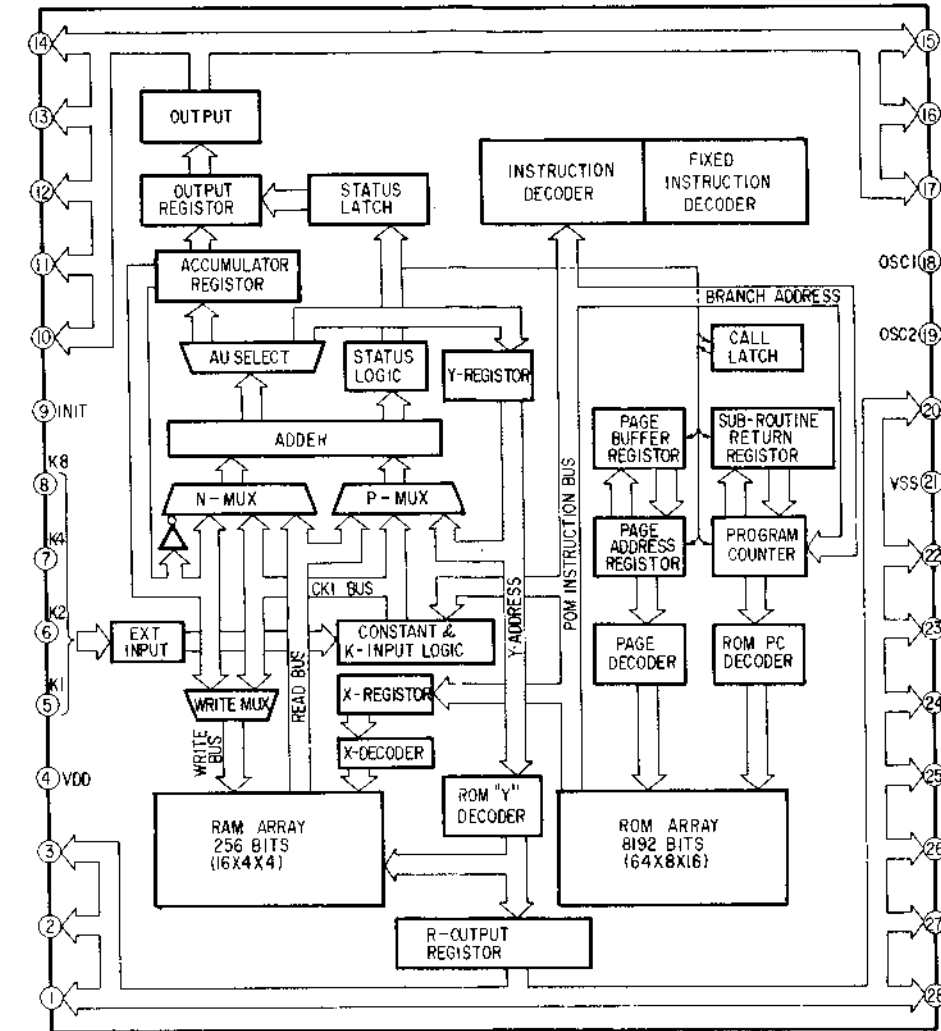 14
15
13
OUTPUT
16
12
INSTRUCTION
DECODER
FIXED
INSTRUCTION
DECODER
OUTPUT
REGISTOR
STATUS
LATCH
17
11
ACCUMULATOR
REGISTOR
OSC1 18
BRANCH ADDRESS
10
AU SELECT
STATUS
LOGIC
Y-REGISTOR
CALL
LATCH
OSC2 19
9 INIT
ADDER
PAGE
BUFFER
REGISTOR
SUB-ROUTINE
RETURN
REGISTOR
20
K8
8
N-MUX
P-MUX
VSS 21
K4
7
PAGE
ADDRESS
REGISTOR
PROGRAM
COUNTER
22
CK1 BUS
Y-ADDRESS
POM INSTRUCTION BUS
K2
6
EXT
INPUT
CONSTANT &
K-INPUT LOGIC
PAGE
DECODER
ROM PC
DECODER
23
K1
5
WRITE MUX
READ BUS
X-REGISTOR
24
WRITE
BUS
X-DECODER
4 VDD
ROM "Y"
DECODER
25
RAM ARRAY
256 BITS
(16X4X4)
ROM ARRAY
8192 BITS
(64X8X16)
3
26
2
R-OUTPUT
REGISTOR
27
1
28